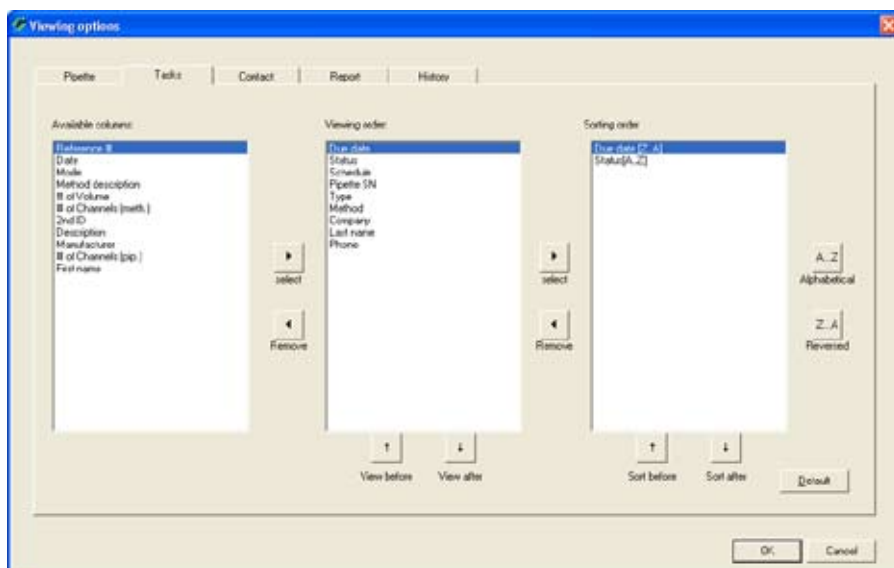 Viewing options
Pipette
Tasks
Contact
Report
History
Available columns:
Reference #
Date
Mode
Method description
# of Volume
# of Channels (meth.)
2nd ID
Description
Manufacturer
# of Channels (pip.)
First name
select
Remove
Viewing order:
Due date
Status
Schedule
Pipette SN
Type
Method
Company
Last name
Phone
View before
View after
select
Remove
Sorting order
Due date [Z..A]
Status[A..Z]
Sort before
Sort after
A..Z
Alphabetical
Z..A
Reversed
Default
OK
Cancel